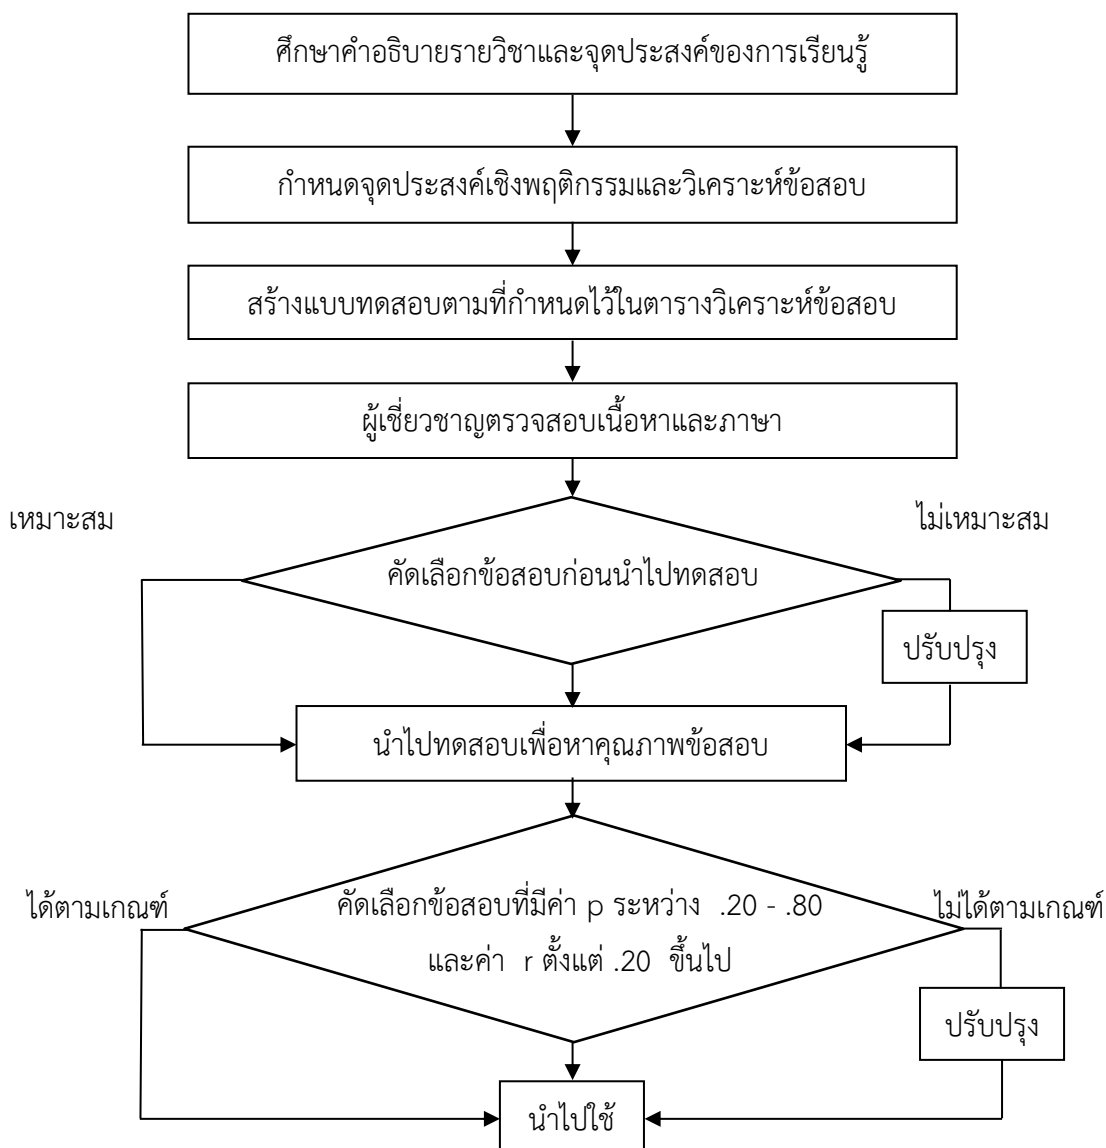 ศึกษาคำอธิบายรายวิชาและจุดประสงค์ของการเรียนรู้
กำหนดจุดประสงค์เชิงพฤติกรรมและวิเคราะห์ข้อสอบ
สร้างแบบทดสอบตามที่กำหนดไว้ในตารางวิเคราะห์ข้อสอบ
ผู้เชี่ยวชาญตรวจสอบเนื้อหาและภาษา
เหมาะสม
ไม่เหมาะสม
คัดเลือกข้อสอบก่อนนำไปทดสอบ
ปรับปรุง
นำไปทดสอบเพื่อหาคุณภาพข้อสอบ
ได้ตามเกณฑ์
คัดเลือกข้อสอบที่มีค่า p ระหว่าง .20 - .80
ไม่ได้ตามเกณฑ์
และค่า r ตั้งแต่ .20 ขึ้นไป
ปรับปรุง
นำไปใช้